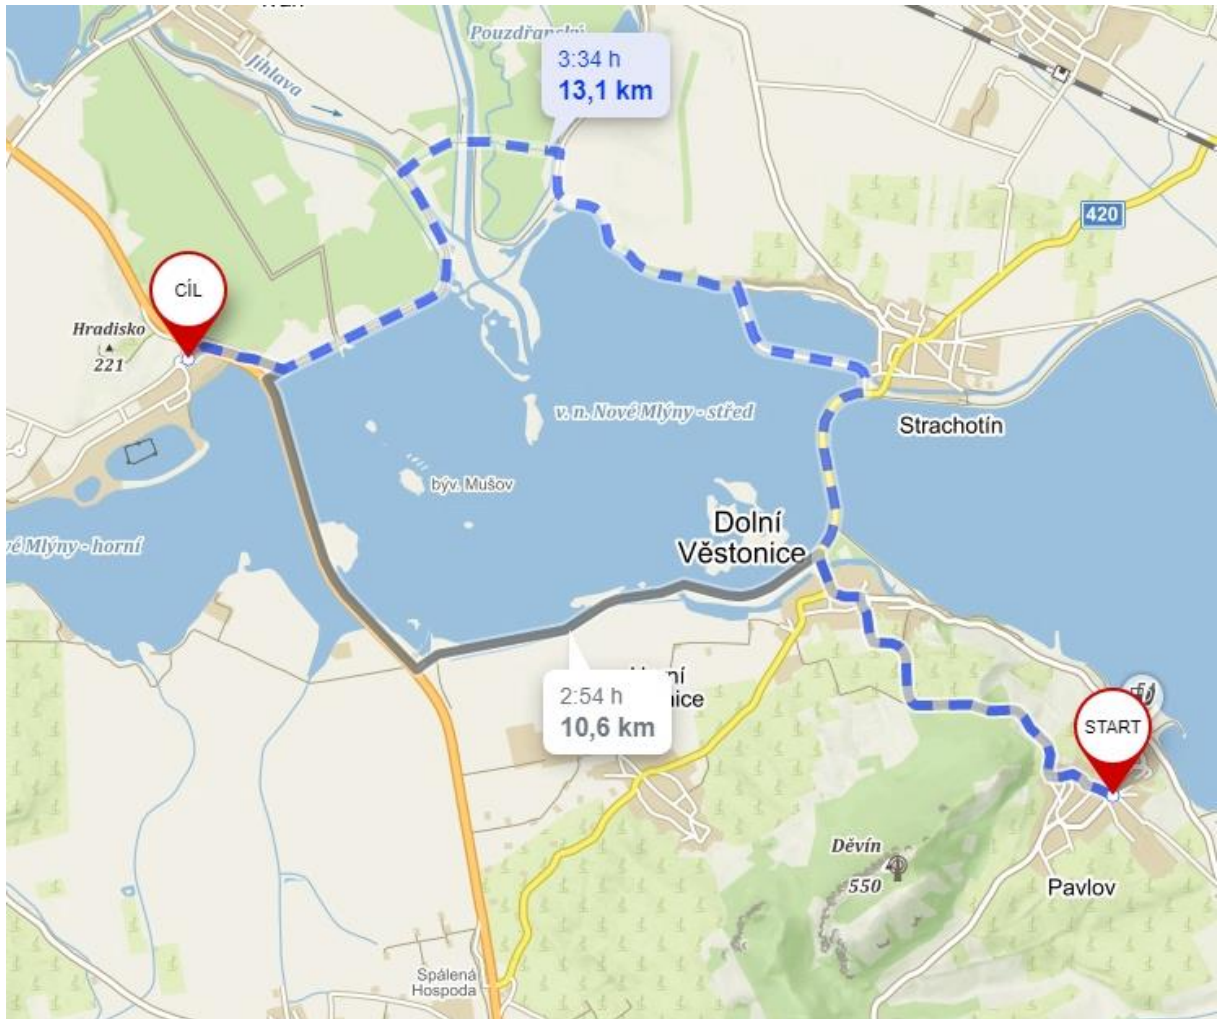 Pouzdřanský
Jihlava
3:34 h
13,1 km
420
CÍL
Hradisko
221
v. n. Nové Mlýny - střed
Strachotín
býv. Mušov
Dolní
Věstonice
Mlýny - horní
2:54 h
10,6 km
START
Děvín
550
Pavlov
Spálená
Hospoda